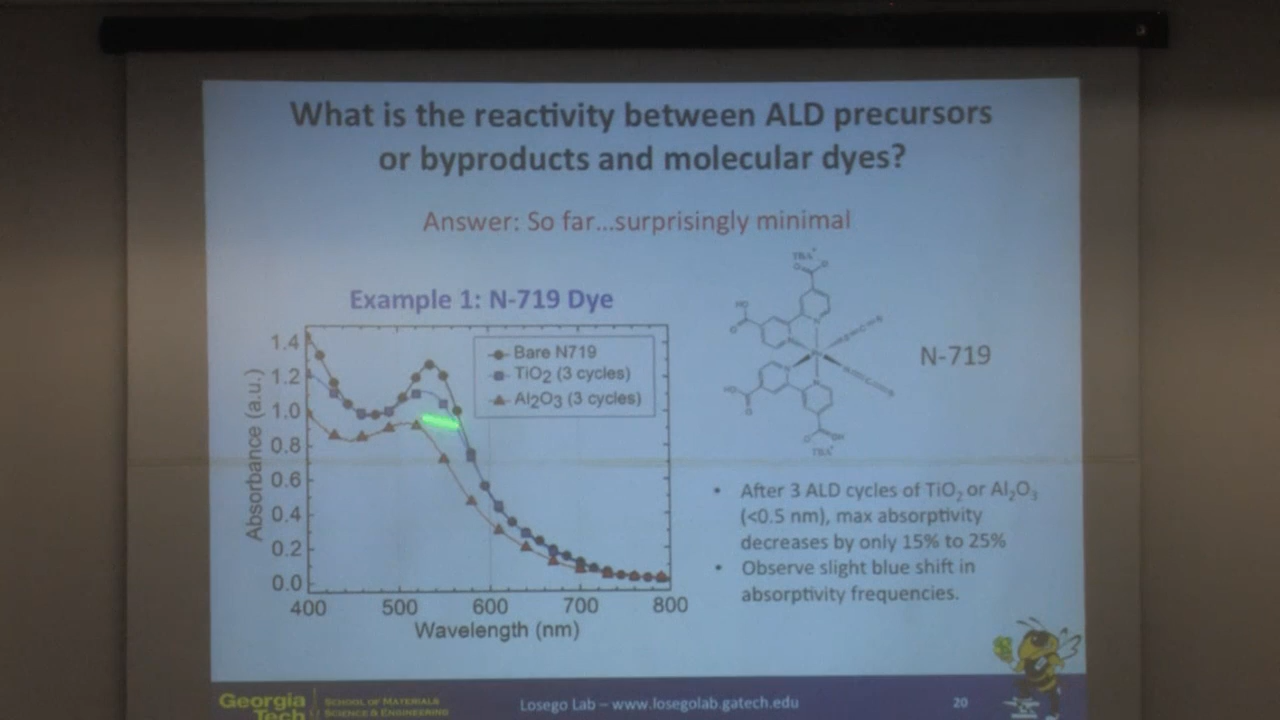 What is the reactivity between ALD precursors
or byproducts and molecular dyes?
Answer: So far...surprisingly minimal
Example 1: N-719 Dye
Bare N719
TiO₂ (3 cycles)
Al₂O₃ (3 cycles)
Absorbance (a.u.)
1.4
1.2
1.0
0.8
0.6
0.4
0.2
0.0
400 500 600 700 800
Wavelength (nm)
TBA⁺
HO
HO
TBA⁺
N-719
• After 3 ALD cycles of TiO₂ or Al₂O₃
(<0.5 nm), max absorptivity
decreases by only 15% to 25%
• Observe slight blue shift in
absorptivity frequencies.
Georgia
Tech
SCHOOL OF MATERIALS
SCIENCE & ENGINEERING
Losego Lab – www.losegolab.gatech.edu
20